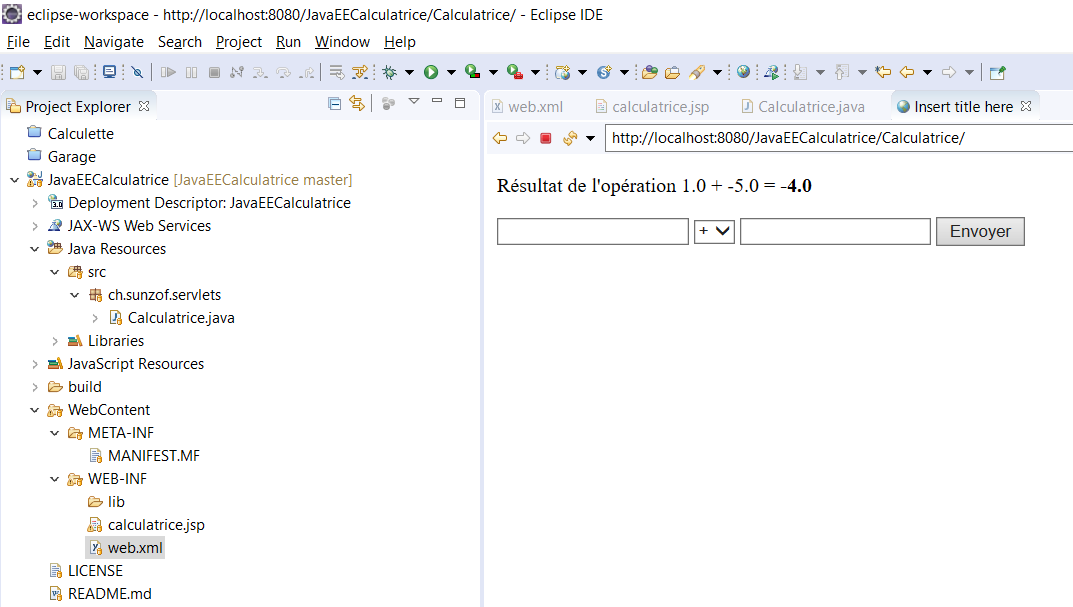 eclipse-workspace - http://localhost:8080/JavaEECalculatrice/Calculatrice/ - Eclipse IDE
File Edit Navigate Search Project Run Window Help
Project Explorer
Calculette
Garage
JavaEECalculatrice [JavaEECalculatrice master]
Deployment Descriptor: JavaEECalculatrice
JAX-WS Web Services
Java Resources
src
ch.sunzof.servlets
Calculatrice.java
Libraries
JavaScript Resources
build
WebContent
META-INF
MANIFEST.MF
WEB-INF
lib
calculatrice.jsp
web.xml
LICENSE
README.md
web.xml calculatrice.jsp Calculatrice.java Insert title here
http://localhost:8080/JavaEECalculatrice/Calculatrice/
Résultat de l'opération 1.0 + -5.0 = -4.0
+ Envoyer